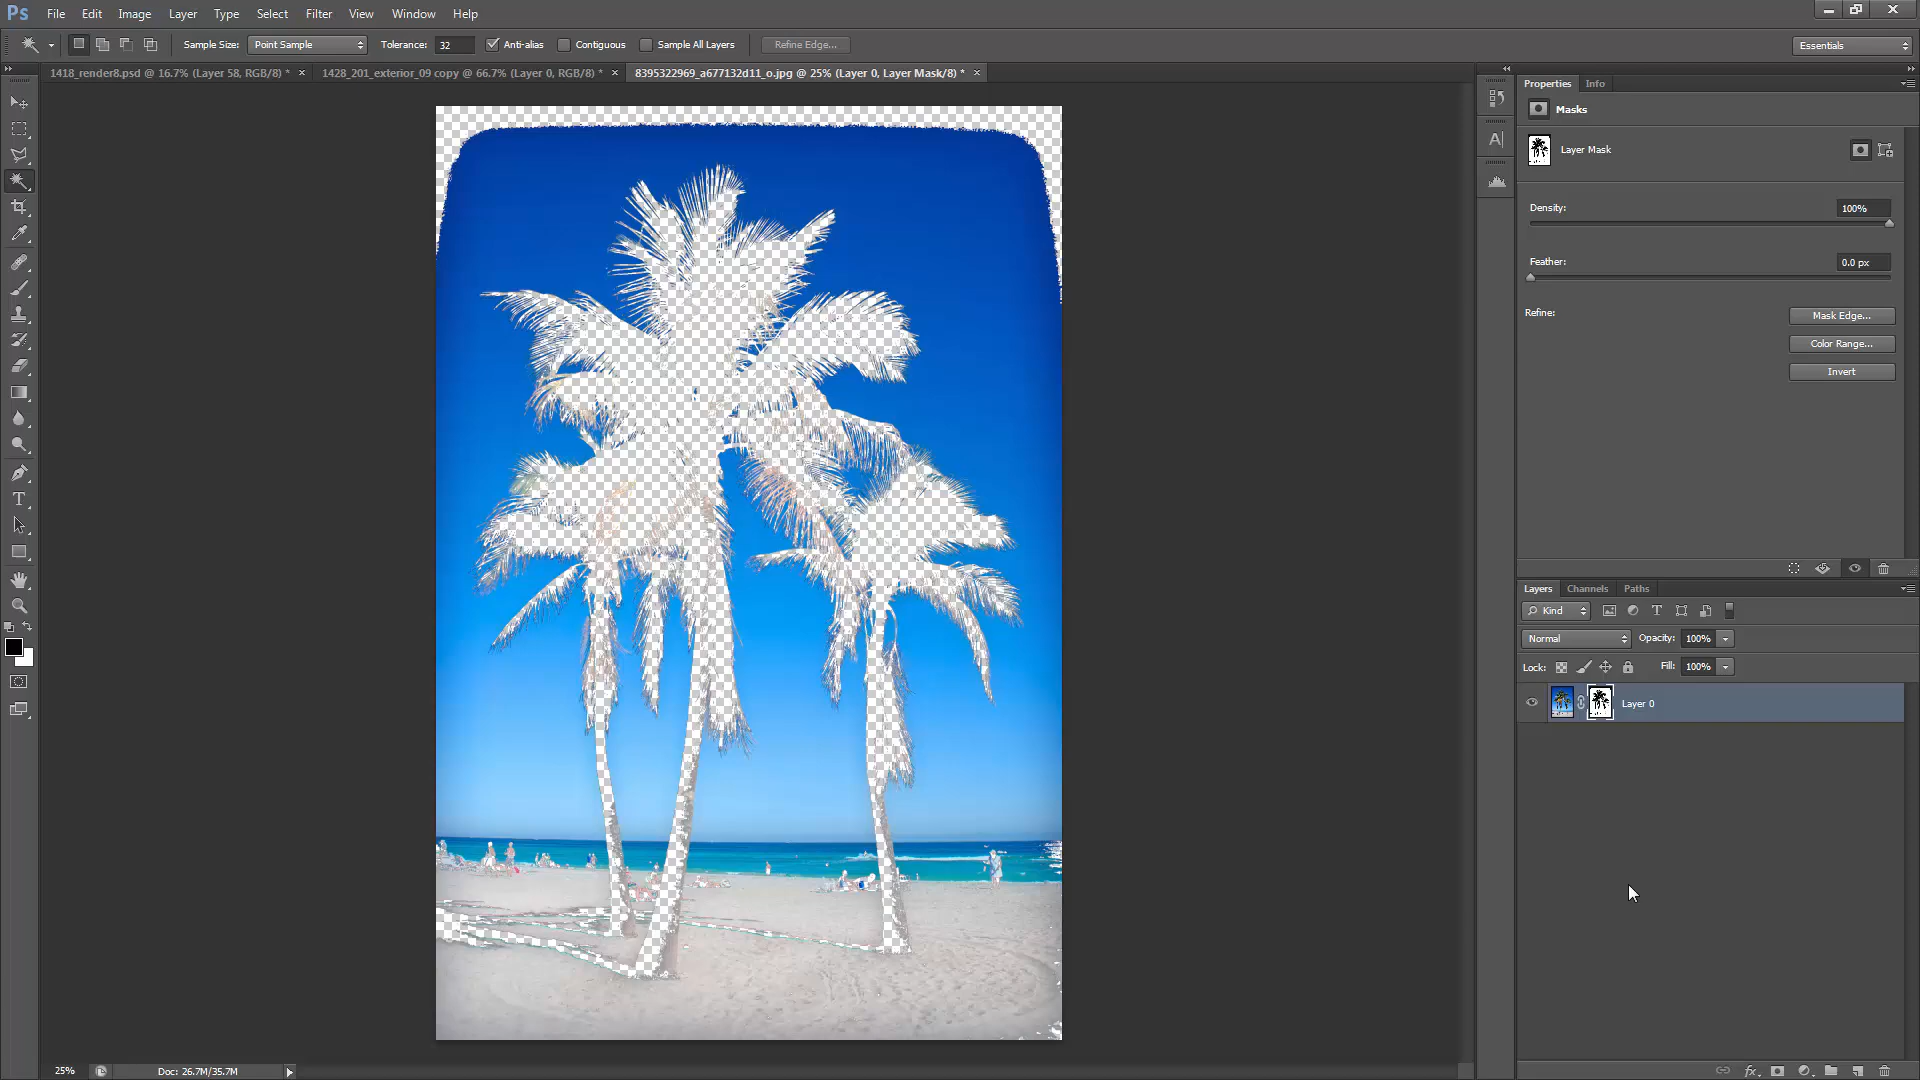 Ps File Edit Image Layer Type Select Filter View Window Help
Sample Size: Point Sample Tolerance: 32 Anti-alias Contiguous Sample All Layers Refine Edge... Essentials
1418_render8.psd @ 16.7% (Layer 58, RGB/8) * × 1428_201_exterior_09 copy @ 66.7% (Layer 0, RGB/8) * × 8395322969_a677132d11_o.jpg @ 25% (Layer 0, Layer Mask/8) * ×
Properties Info
Masks
Layer Mask
Density: 100%
Feather: 0.0 px
Refine: Mask Edge...
Color Range...
Invert
Layers Channels Paths
Kind
Normal Opacity: 100%
Lock: Fill: 100%
Layer 0
25% Doc: 26.7M/35.7M